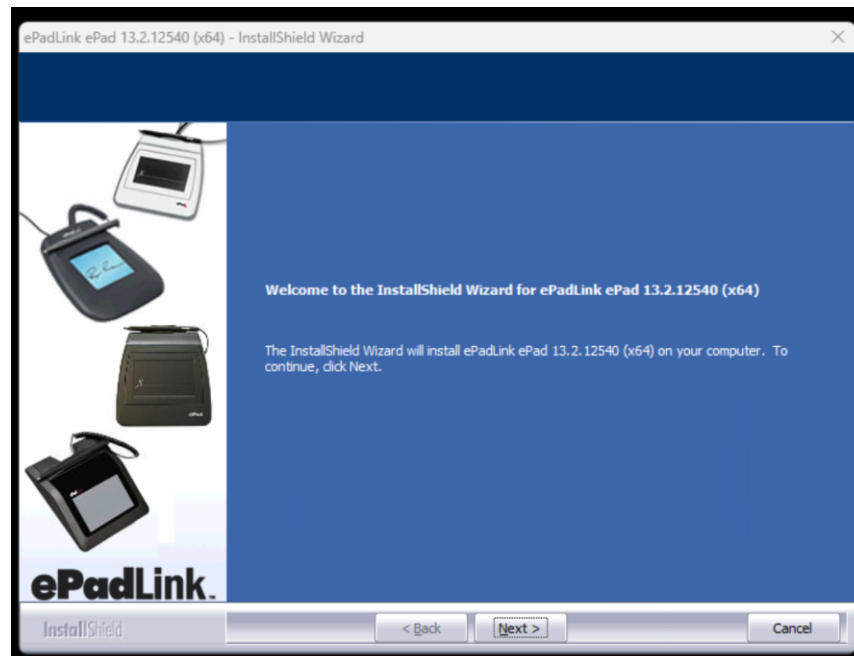 ePadLink ePad 13.2.12540 (x64) - InstallShield Wizard
Welcome to the InstallShield Wizard for ePadLink ePad 13.2.12540 (x64)
The InstallShield Wizard will install ePadLink ePad 13.2.12540 (x64) on your computer. To
continue, click Next.
ePadLink
InstallShield
< Back
Next >
Cancel